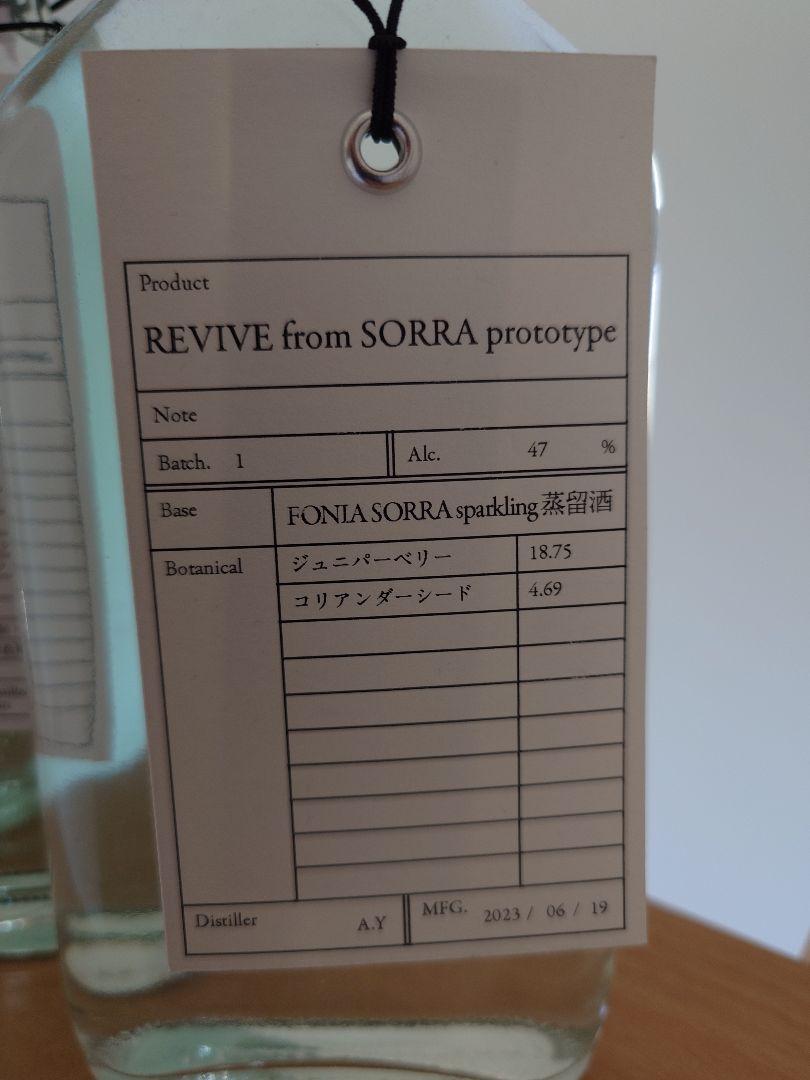 Product
REVIVE from SORRA prototype
Note
Batch. 1
Alc. 47 %
Base
FONIA SORRA sparkling 蒸留酒
Botanical
ジュニパーベリー 18.75
コリアンダーシード 4.69
Distiller A.Y
MFG. 2023 / 06 / 19